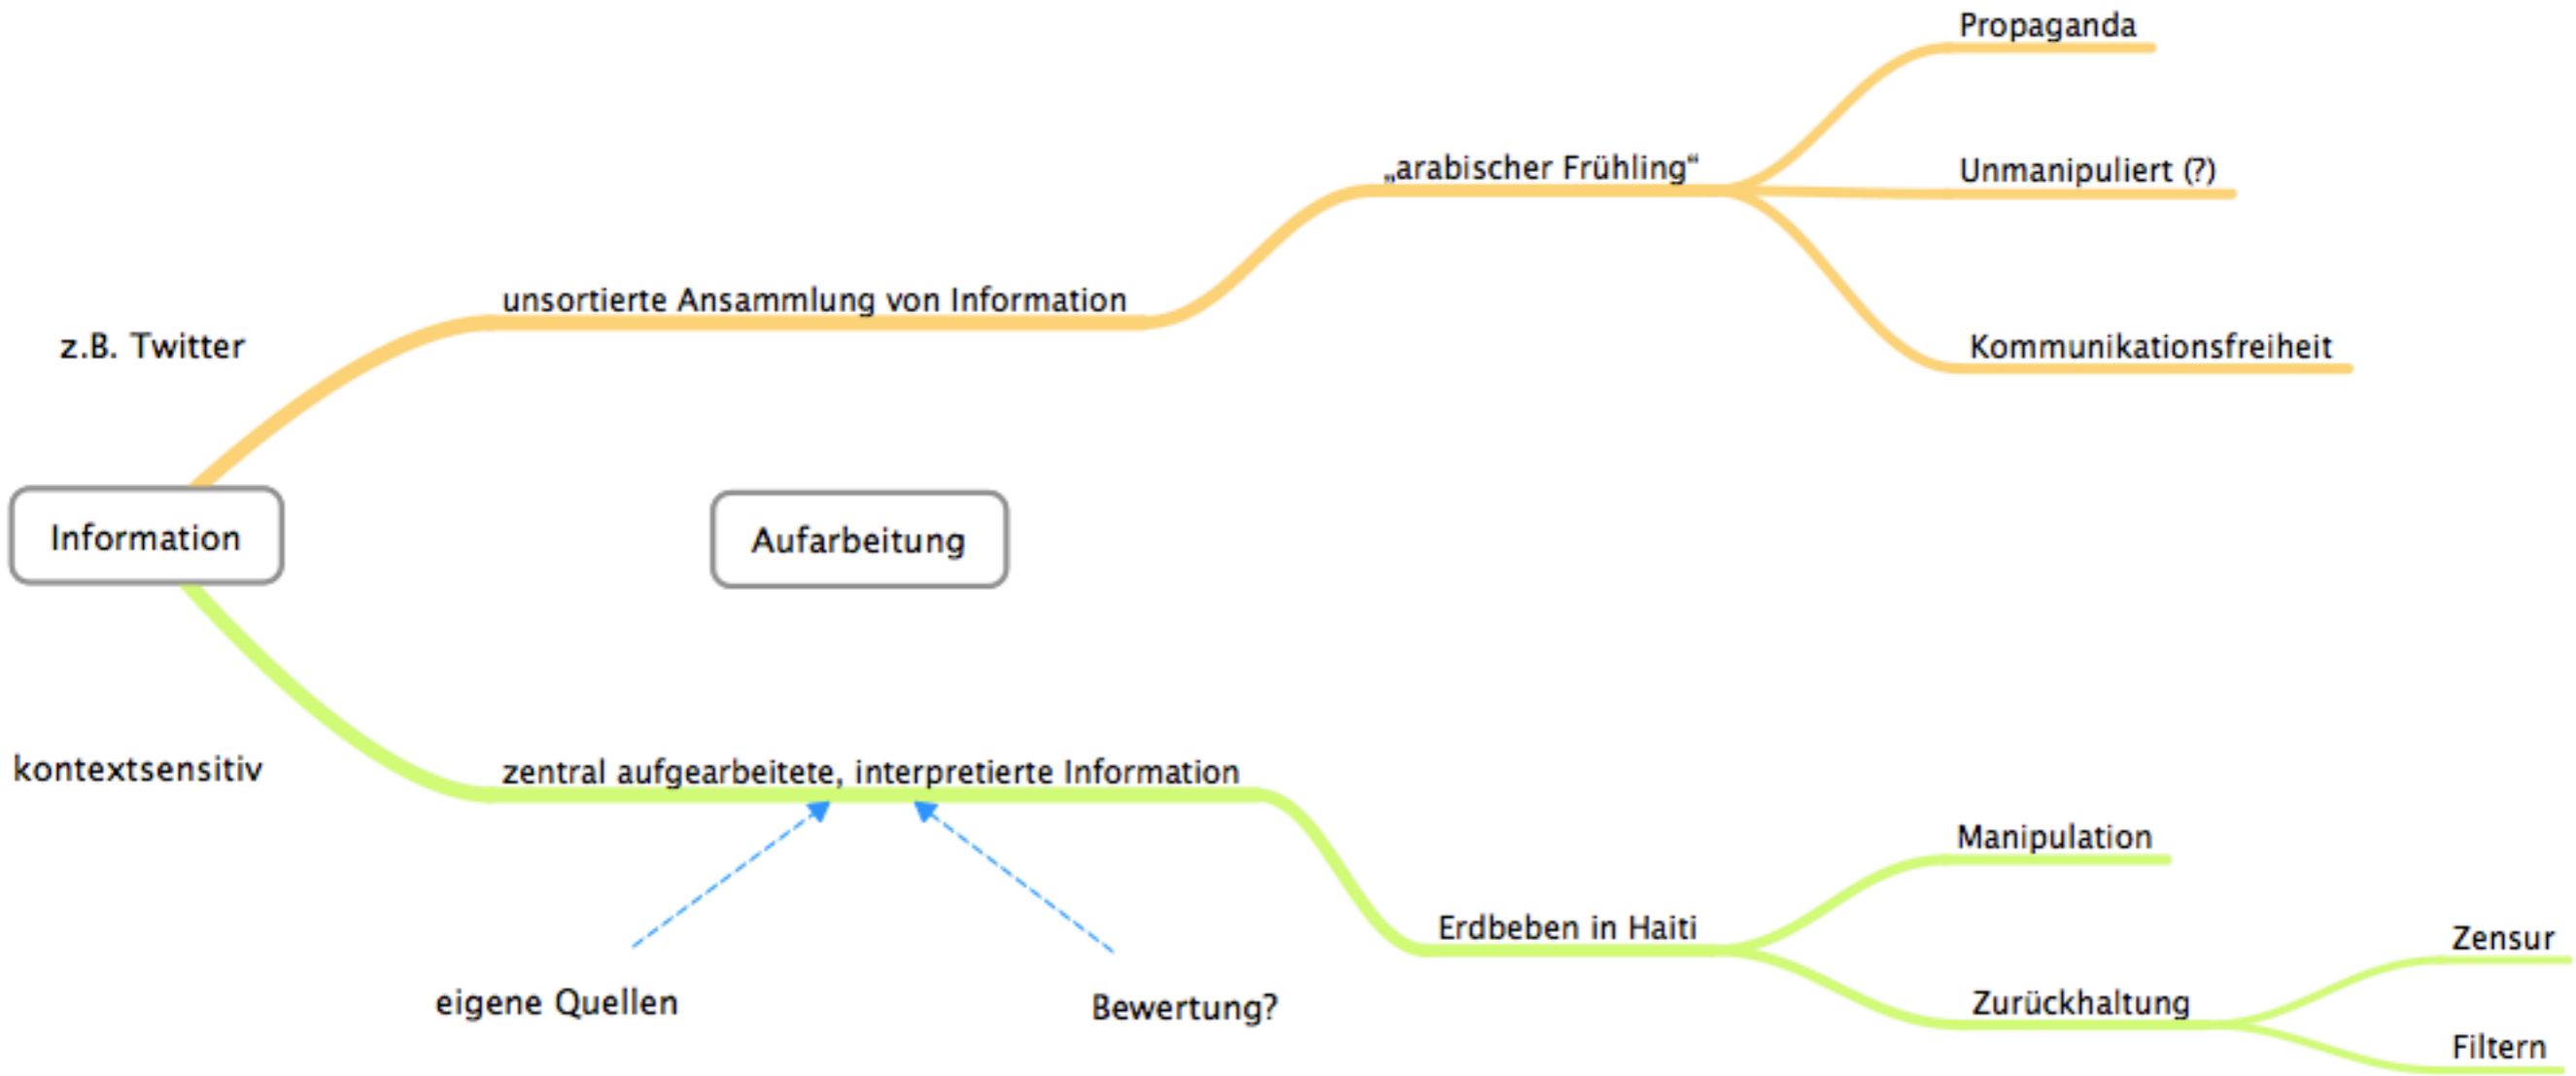 Propaganda
„arabischer Frühling“
Unmanipuliert (?)
unsortierte Ansammlung von Information
z.B. Twitter
Kommunikationsfreiheit
Information
Aufarbeitung
kontextsensitiv
zentral aufgearbeitete, interpretierte Information
Manipulation
Erdbeben in Haiti
Zensur
eigene Quellen
Bewertung?
Zurückhaltung
Filtern